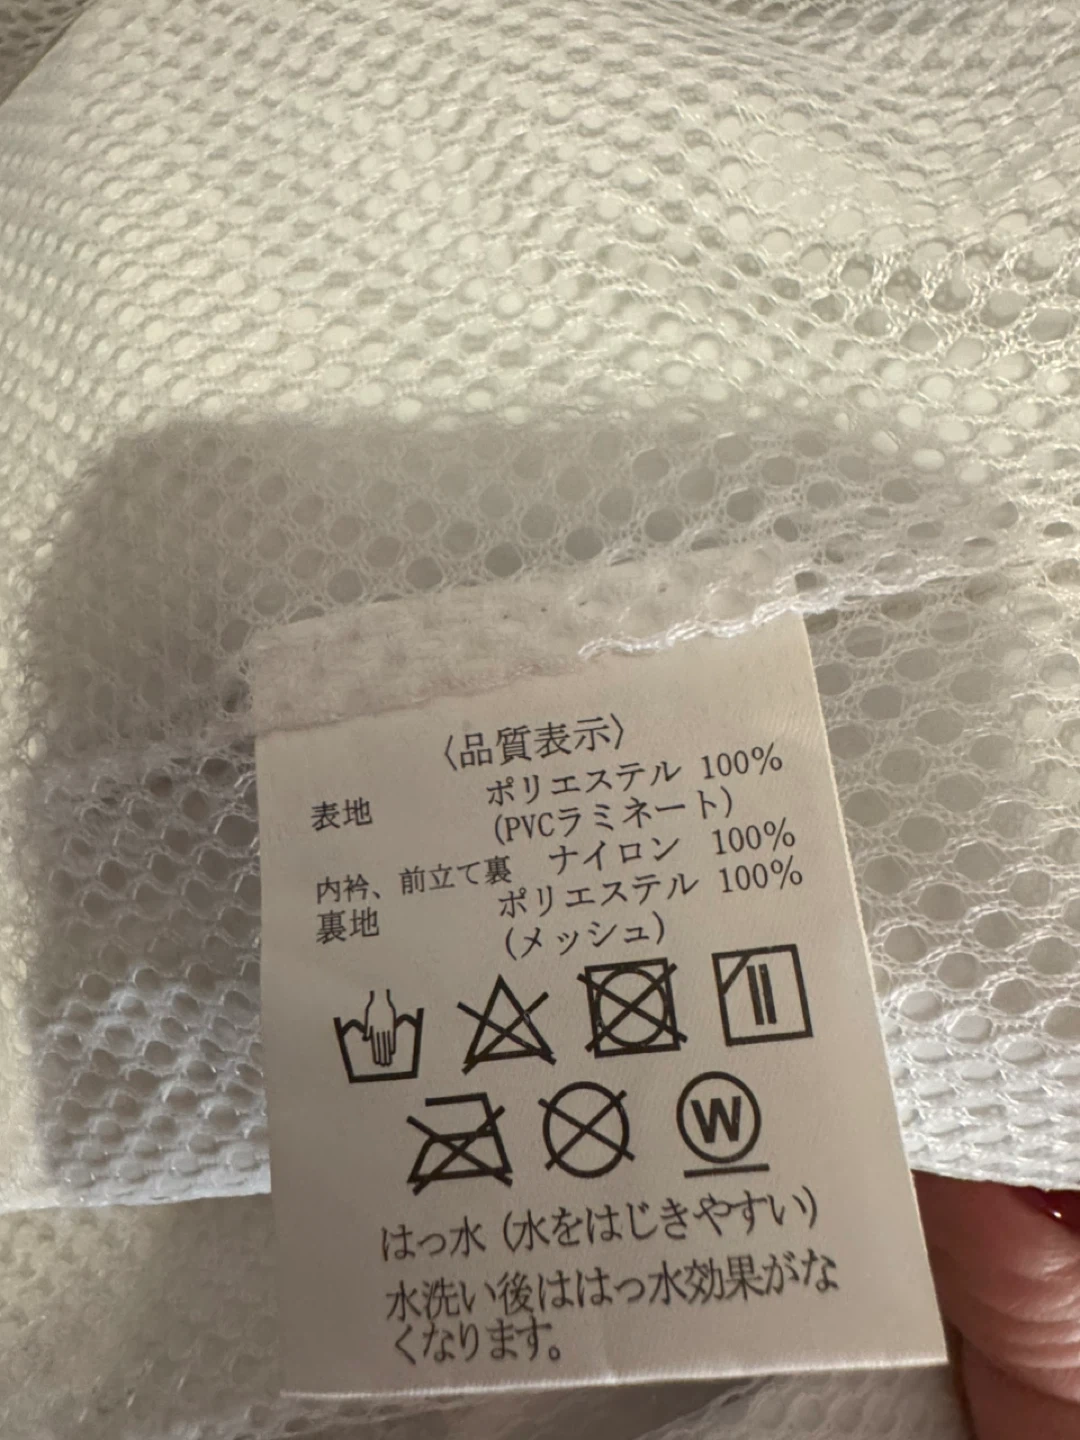 〈品質表示〉
表地 ポリエステル 100%
(PVCラミネート)
内衿、前立て裏 ナイロン 100%
裏地 ポリエステル 100%
(メッシュ)
W
はっ水 (水をはじきやすい)
水洗い後ははっ水効果がな
くなります。